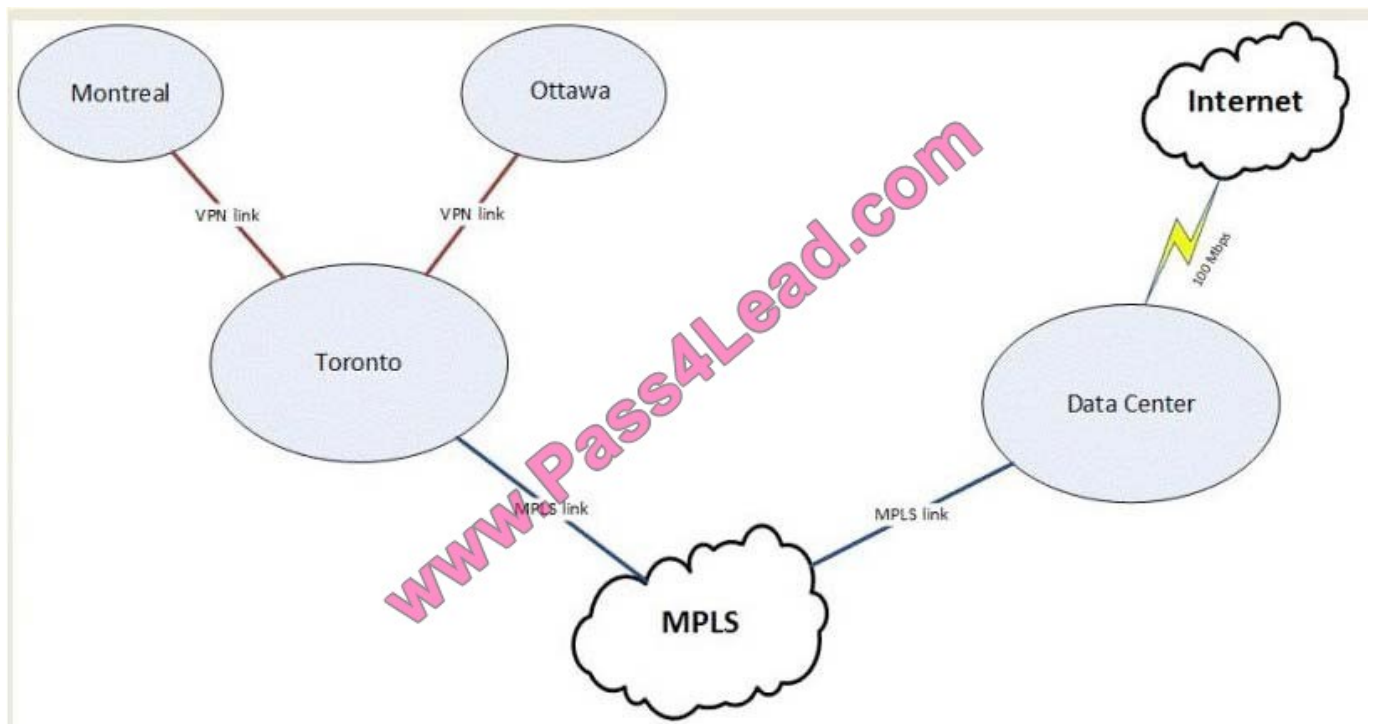 Montreal
Ottawa
Internet
VPN link
VPN link
100 Mbps
Toronto
Data Center
MPLS link
MPLS link
MPLS
www.Pass4Lead.com